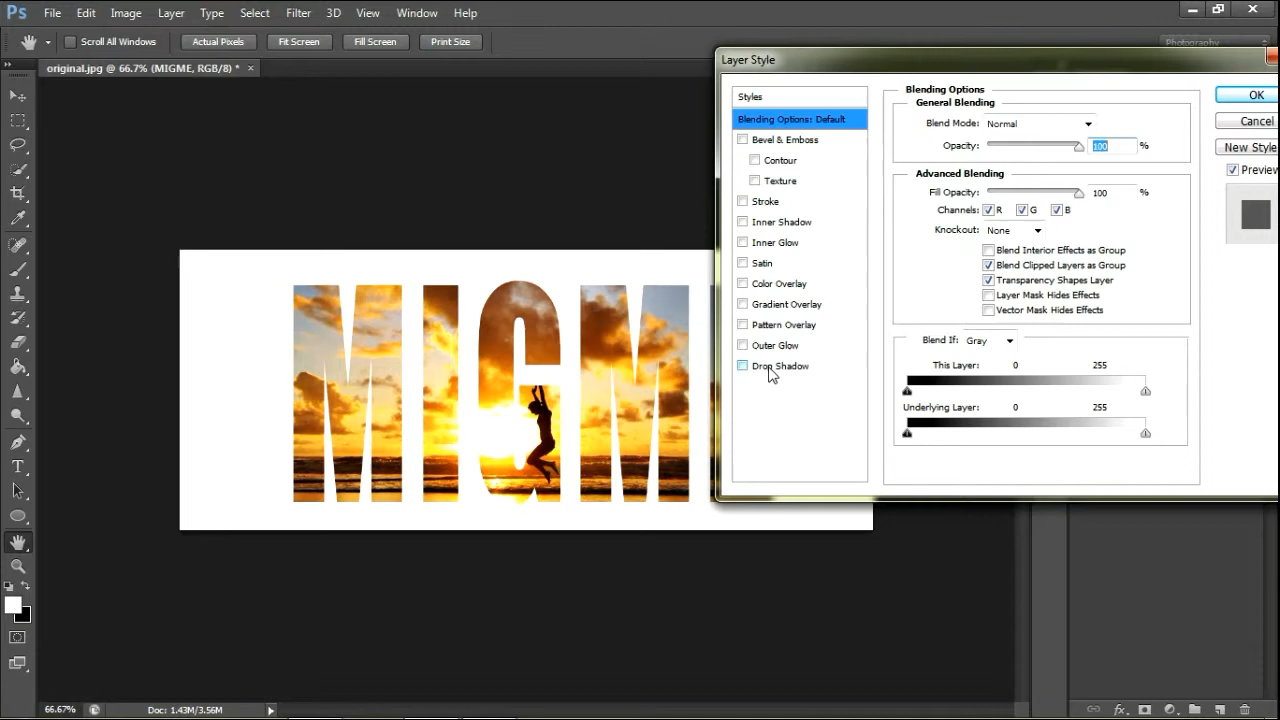 Ps File Edit Image Layer Type Select Filter 3D View Window Help
Scroll All Windows Actual Pixels Fit Screen Fill Screen Print Size
Photography
original.jpg @ 66.7% (MIGME, RGB/8) *
Layer Style
Styles
Blending Options: Default
Bevel & Emboss
Contour
Texture
Stroke
Inner Shadow
Inner Glow
Satin
Color Overlay
Gradient Overlay
Pattern Overlay
Outer Glow
Drop Shadow
Blending Options
General Blending
Blend Mode: Normal
Opacity: 100 %
Advanced Blending
Fill Opacity: 100 %
Channels: R G B
Knockout: None
Blend Interior Effects as Group
Blend Clipped Layers as Group
Transparency Shapes Layer
Layer Mask Hides Effects
Vector Mask Hides Effects
Blend If: Gray
This Layer: 0 255
Underlying Layer: 0 255
OK
Cancel
New Style
Preview
MIGM
66.67% Doc: 1.43M/3.56M